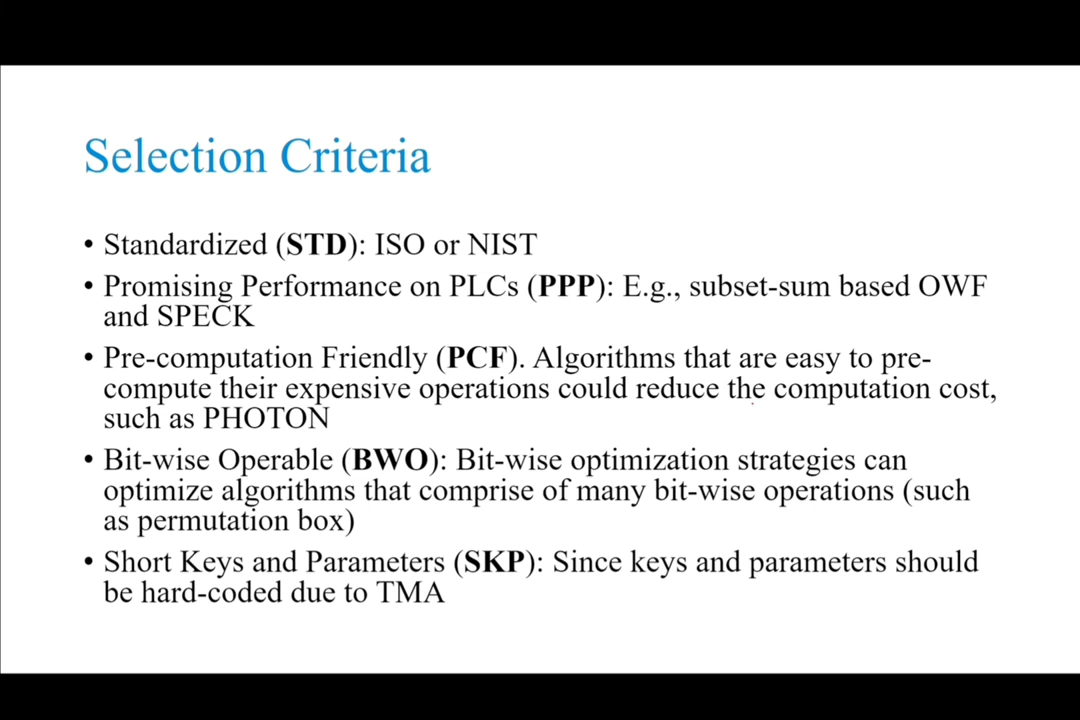 Selection Criteria
• Standardized (STD): ISO or NIST
• Promising Performance on PLCs (PPP): E.g., subset-sum based OWF
and SPECK
• Pre-computation Friendly (PCF). Algorithms that are easy to pre-
compute their expensive operations could reduce the computation cost,
such as PHOTON
• Bit-wise Operable (BWO): Bit-wise optimization strategies can
optimize algorithms that comprise of many bit-wise operations (such
as permutation box)
• Short Keys and Parameters (SKP): Since keys and parameters should
be hard-coded due to TMA